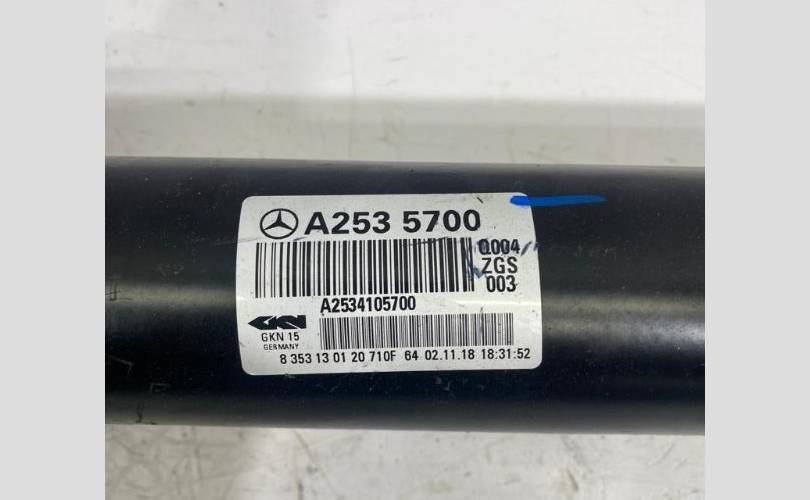 A253 5700
Q004
ZGS
003
A2534105700
GKN
GKN 15
GERMANY
8 353 13 01 20 710F 64 02.11.18 18:31:52